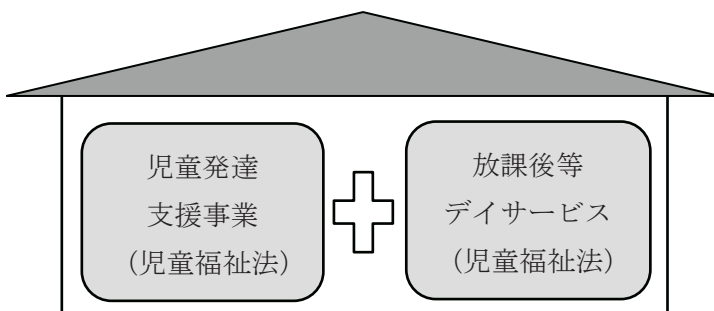 児童発達
支援事業
（児童福祉法）
放課後等
デイサービス
（児童福祉法）